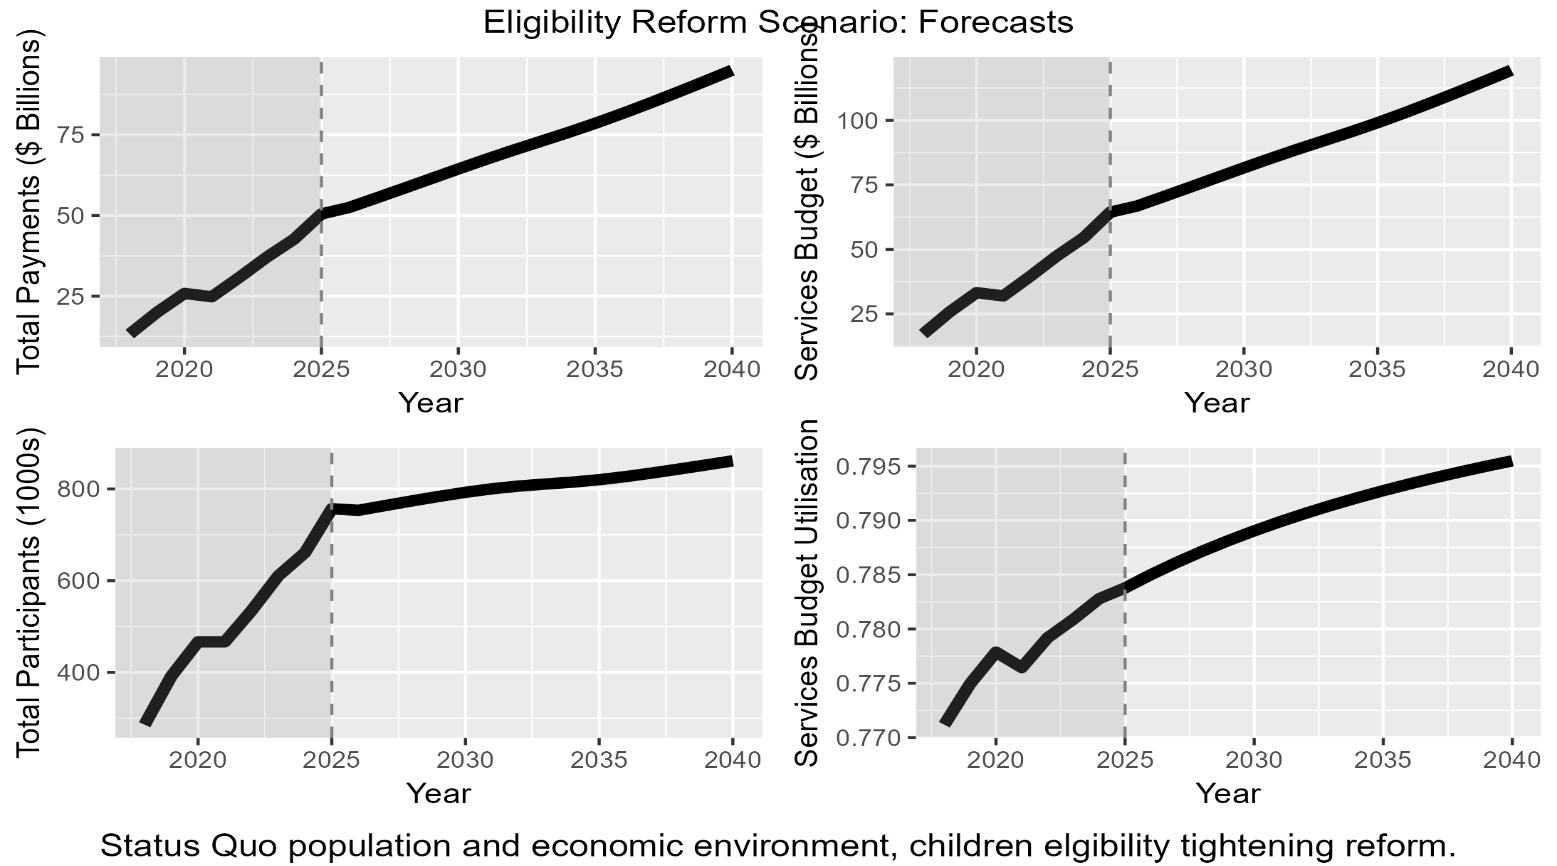 Eligibility Reform Scenario: Forecasts
Total Payments ($ Billions)
75
50
25
2020 2025 2030 2035 2040
Year
Services Budget ($ Billions)
100
75
50
25
2020 2025 2030 2035 2040
Year
Total Participants (1000s)
800
600
400
2020 2025 2030 2035 2040
Year
Services Budget Utilisation
0.795
0.790
0.785
0.780
0.775
0.770
2020 2025 2030 2035 2040
Year
Status Quo population and economic environment, children elgibility tightening reform.